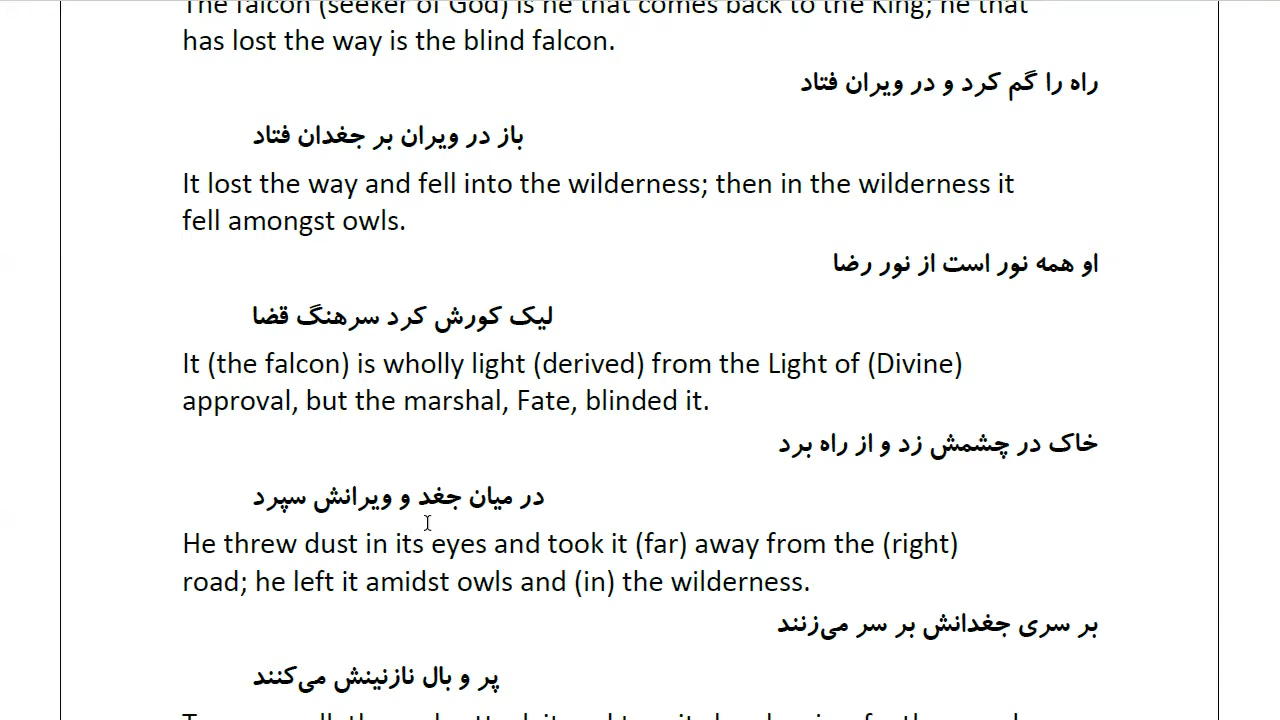 The falcon (seeker of God) is he that comes back to the King; he that
has lost the way is the blind falcon.
راه را گم کرد و در ویران فتاد
باز در ویران بر جغدان فتاد
It lost the way and fell into the wilderness; then in the wilderness it
fell amongst owls.
او همه نور است از نور رضا
لیک کورش کرد سرهنگ قضا
It (the falcon) is wholly light (derived) from the Light of (Divine)
approval, but the marshal, Fate, blinded it.
خاک در چشمش زد و از راه برد
در میان جغد و ویرانش سپرد
He threw dust in its eyes and took it (far) away from the (right)
road; he left it amidst owls and (in) the wilderness.
بر سری جغدانش بر سر می‌زنند
پر و بال نازنینش می‌کنند